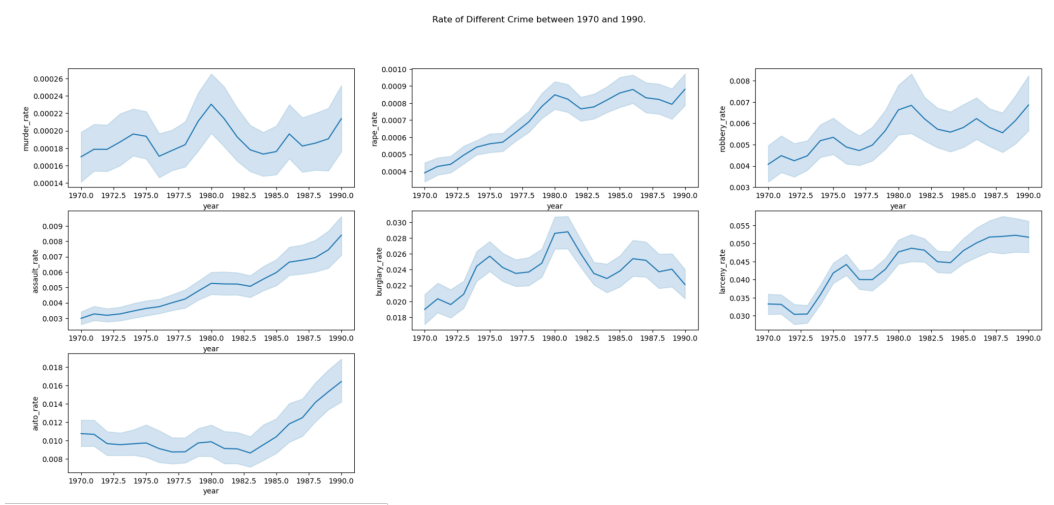 Rate of Different Crime between 1970 and 1990.
murder_rate
0.00026
0.00024
0.00022
0.00020
0.00018
0.00016
0.00014
1970.0 1972.5 1975.0 1977.5 1980.0 1982.5 1985.0 1987.5 1990.0
year
rape_rate
0.0010
0.0009
0.0008
0.0007
0.0006
0.0005
0.0004
1970.0 1972.5 1975.0 1977.5 1980.0 1982.5 1985.0 1987.5 1990.0
year
robbery_rate
0.008
0.007
0.006
0.005
0.004
0.003
1970.0 1972.5 1975.0 1977.5 1980.0 1982.5 1985.0 1987.5 1990.0
year
assault_rate
0.009
0.008
0.007
0.006
0.005
0.004
0.003
1970.0 1972.5 1975.0 1977.5 1980.0 1982.5 1985.0 1987.5 1990.0
year
burglary_rate
0.030
0.028
0.026
0.024
0.022
0.020
0.018
1970.0 1972.5 1975.0 1977.5 1980.0 1982.5 1985.0 1987.5 1990.0
larceny_rate
0.055
0.050
0.045
0.040
0.035
0.030
1970.0 1972.5 1975.0 1977.5 1980.0 1982.5 1985.0 1987.5 1990.0
auto_rate
0.018
0.016
0.014
0.012
0.010
0.008
1970.0 1972.5 1975.0 1977.5 1980.0 1982.5 1985.0 1987.5 1990.0
year